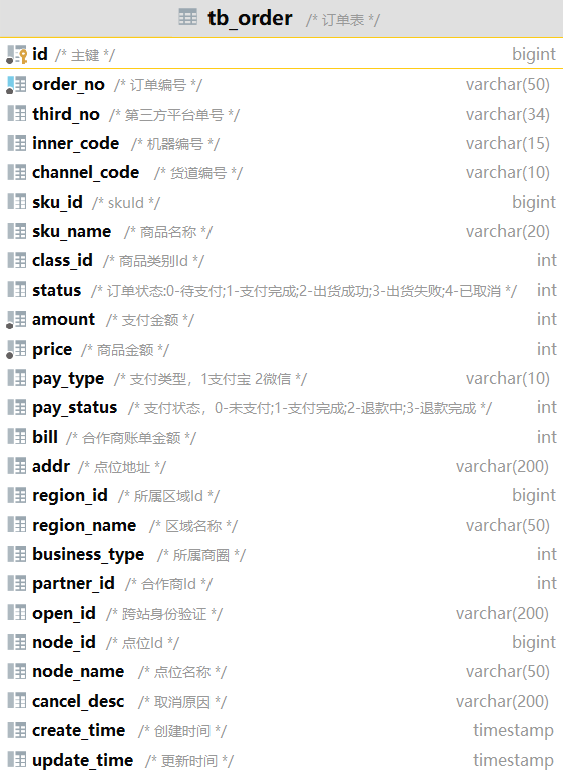 tb_order /* 订单表 */
id /* 主键 */ bigint
order_no /* 订单编号 */ varchar(50)
third_no /* 第三方平台单号 */ varchar(34)
inner_code /* 机器编号 */ varchar(15)
channel_code /* 货道编号 */ varchar(10)
sku_id /* skuId */ bigint
sku_name /* 商品名称 */ varchar(20)
class_id /* 商品类别Id */ int
status /* 订单状态:0-待支付;1-支付完成;2-出货成功;3-出货失败;4-已取消 */ int
amount /* 支付金额 */ int
price /* 商品金额 */ int
pay_type /* 支付类型，1支付宝 2微信 */ varchar(10)
pay_status /* 支付状态，0-未支付;1-支付完成;2-退款中;3-退款完成 */ int
bill /* 合作商账单金额 */ int
addr /* 点位地址 */ varchar(200)
region_id /* 所属区域Id */ bigint
region_name /* 区域名称 */ varchar(50)
business_type /* 所属商圈 */ int
partner_id /* 合作商Id */ int
open_id /* 跨站身份验证 */ varchar(200)
node_id /* 点位Id */ bigint
node_name /* 点位名称 */ varchar(50)
cancel_desc /* 取消原因 */ varchar(200)
create_time /* 创建时间 */ timestamp
update_time /* 更新时间 */ timestamp